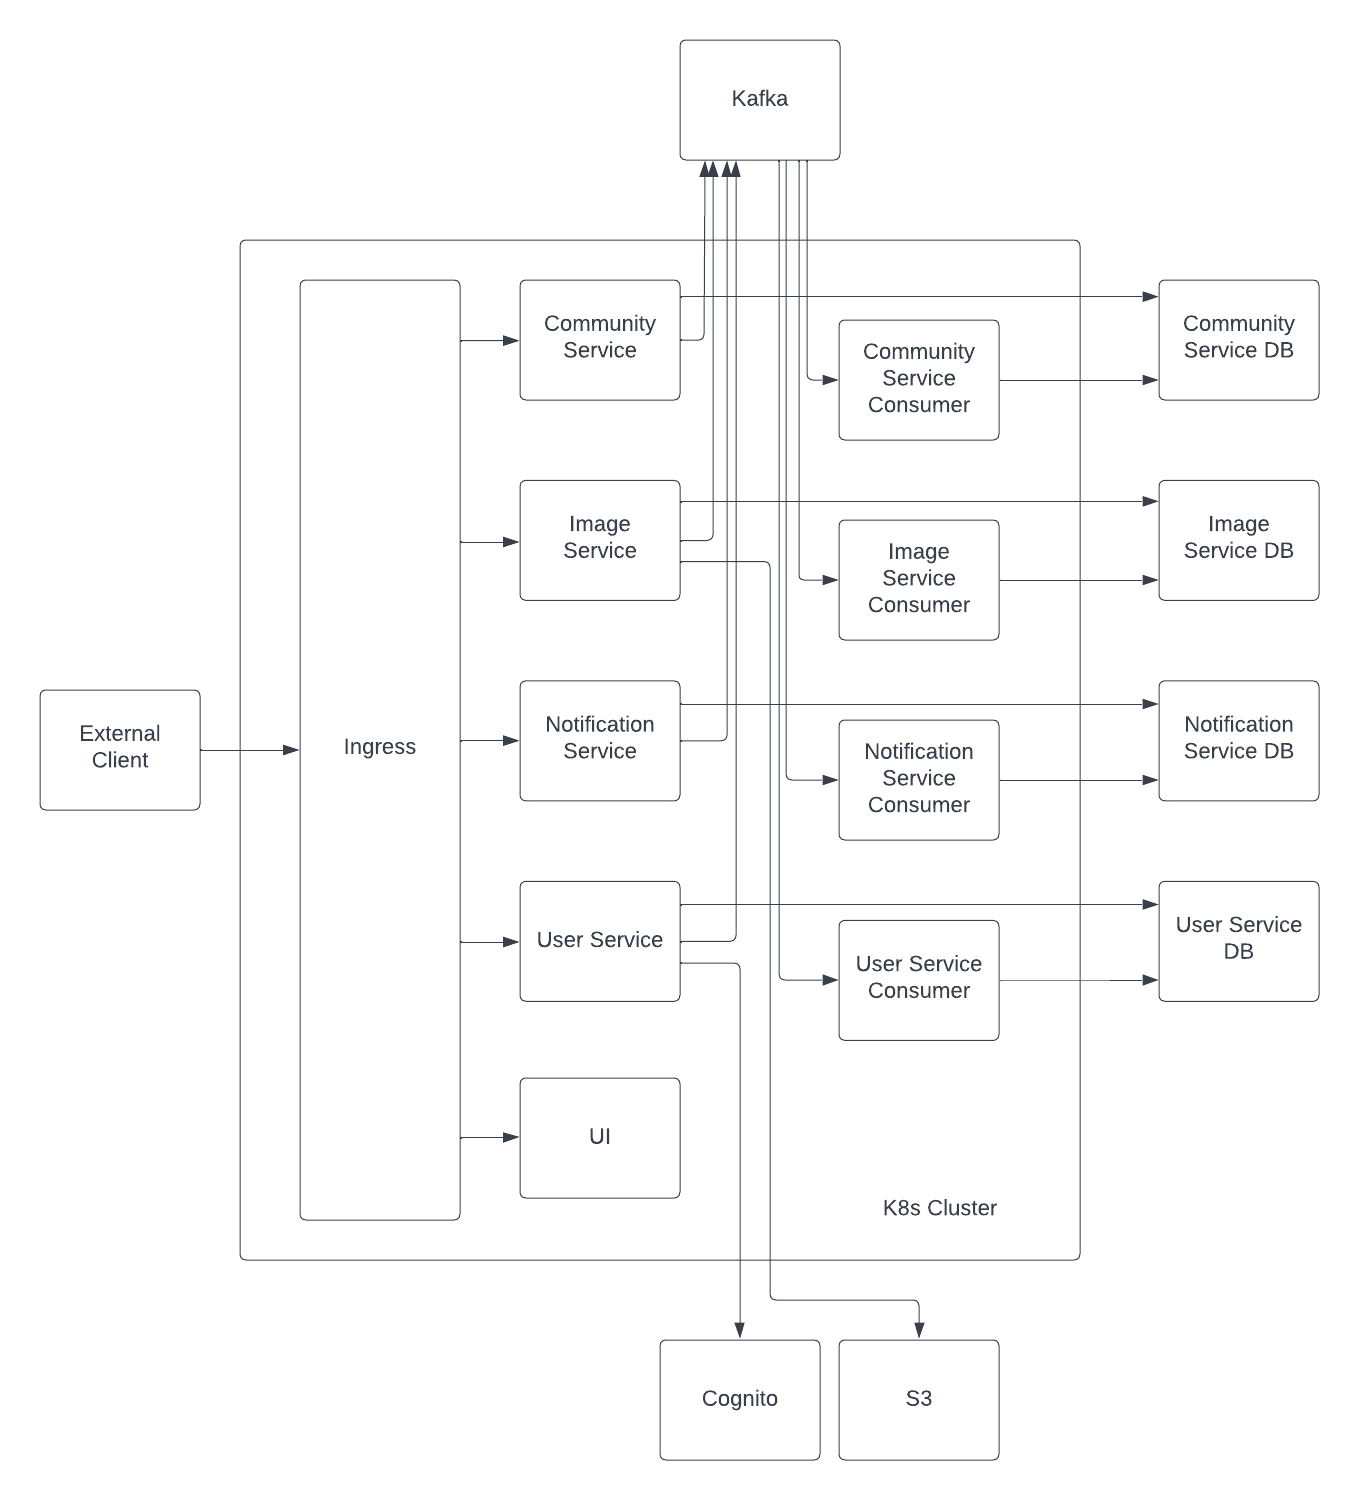 Kafka
Community
Service
Community
Service DB
Community
Service
Consumer
Image
Service
Image
Service DB
Image
Service
Consumer
External
Client
Ingress
Notification
Service
Notification
Service DB
Notification
Service
Consumer
User Service
User Service
DB
User Service
Consumer
UI
K8s Cluster
Cognito
S3